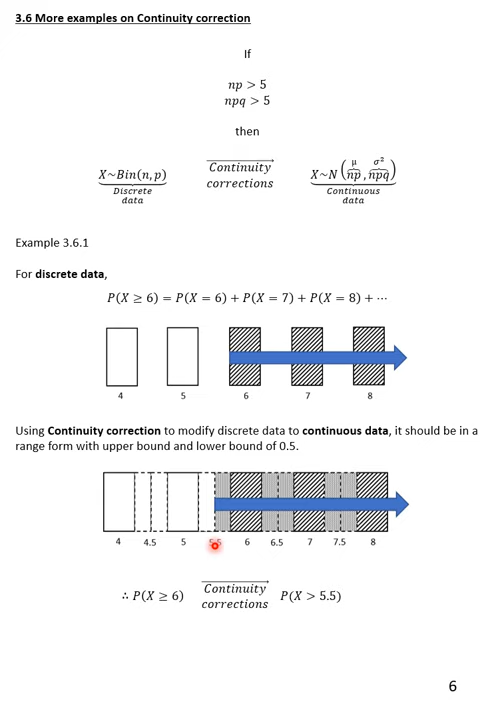 3.6 More examples on Continuity correction
If
np > 5
npq > 5
then
X~Bin(n, p) Discrete data
Continuity corrections
X~N(np, npq) μ σ² Continuous data
Example 3.6.1
For discrete data,
P(X ≥ 6) = P(X = 6) + P(X = 7) + P(X = 8) + ⋯
4 5 6 7 8
Using Continuity correction to modify discrete data to continuous data, it should be in a
range form with upper bound and lower bound of 0.5.
4 4.5 5 6 6.5 7 7.5 8
∴ P(X ≥ 6) Continuity corrections P(X > 5.5)
6